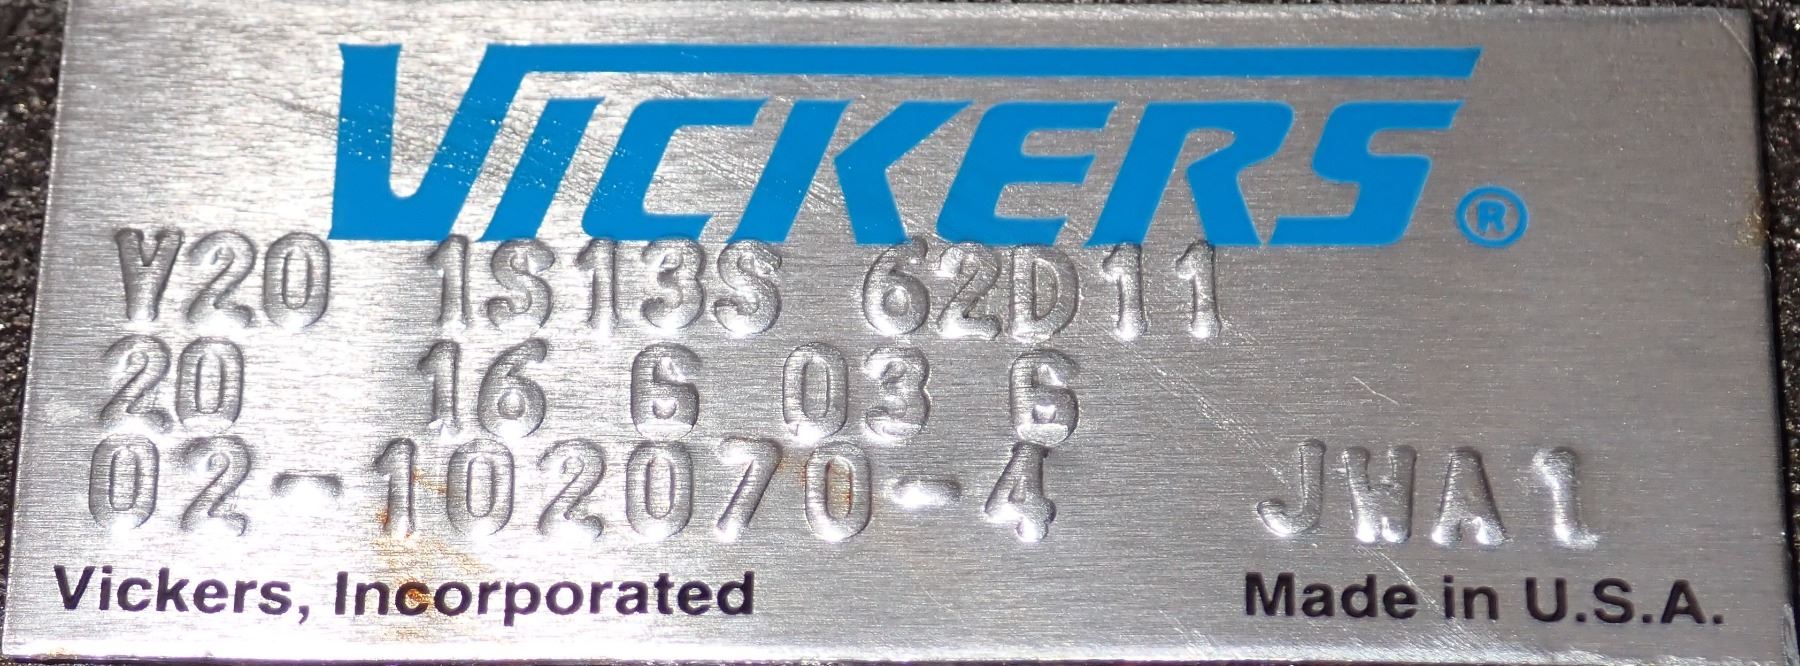 VICKERS®
V20 1S13S 62D11
20 16 6 03 6
02-102070-4 JWA1
Vickers, Incorporated Made in U.S.A.